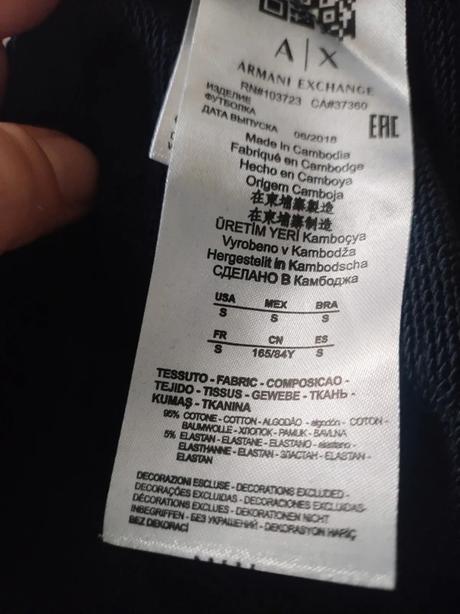 A|X
ARMANI EXCHANGE
RN#103723 CA#37360
ИЗДЕЛИЕ
ФУТБОЛКА
ДАТА ВЫПУСКА 06/2018
EAC
Made in Cambodia
Fabriqué en Cambodge
Hecho en Camboya
Origem Camboja
在柬埔寨製造
在柬埔寨制造
ÜRETİM YERİ Kamboçya
Vyrobeno v Kambodža
Hergestelit in Kambodscha
СДЕЛАНО В Камбоджа
USA MEX BRA
S S S
FR CN ES
S 165/84Y S
TESSUTO - FABRIC - COMPOSICAO -
TEJIDO - TISSUS - GEWEBE - ТКАНЬ -
KUMAŞ - TKANINA
95% COTONE - COTTON - ALGODÃO - algodón - COTON -
BAUMWOLLE - ХЛОПОК - PAMUK - BAVLNA
5% ELASTAN - ELASTANE - ELASTANO - elastano -
ELASTHANNE - ELASTHAN - ЭЛАСТАН - ELASTAN -
ELASTAN
DECORAZIONI ESCLUSE - DECORATIONS EXCLUDED -
DECORAÇÕES EXCLUIDAS - DECORACIONES EXCLUIDAS-
DÉCORATIONS EXCLUES - DEKORATIONEN NICHT
INBEGRIFFEN - БЕЗ УКРАШЕНИЙ - DEKORASYON HARİÇ
BEZ DEKORACI